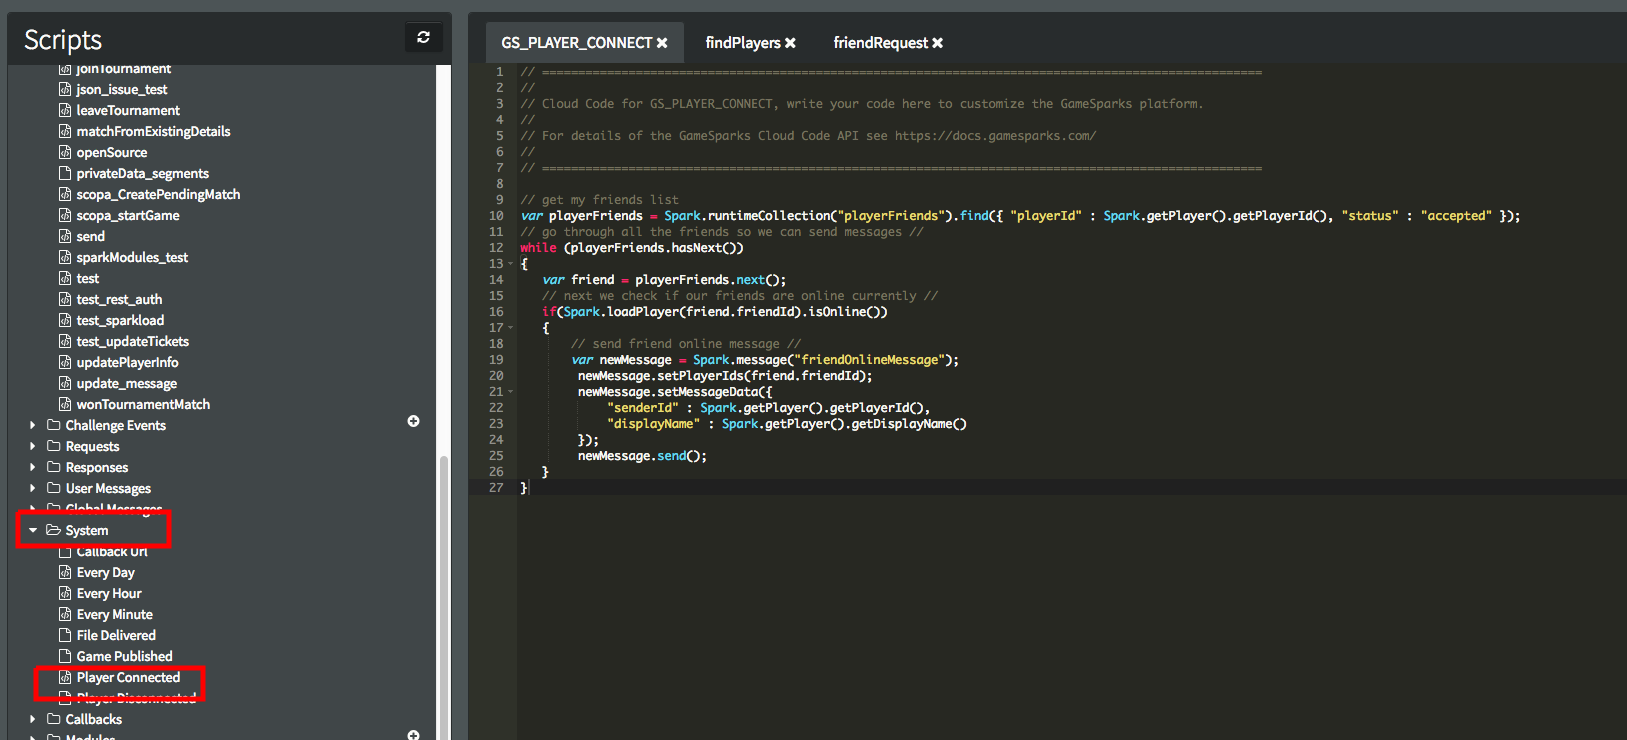 Scripts
joinTournament
json_issue_test
leaveTournament
matchFromExistingDetails
openSource
privateData_segments
scopa_CreatePendingMatch
scopa_startGame
send
sparkModules_test
test
test_rest_auth
test_sparkload
test_updateTickets
updatePlayerInfo
update_message
wonTournamentMatch
Challenge Events
Requests
Responses
User Messages
Global Messages
System
Callback Url
Every Day
Every Hour
Every Minute
File Delivered
Game Published
Player Connected
Player Disconnected
Callbacks
Modules
GS_PLAYER_CONNECT ✖ findPlayers ✖ friendRequest ✖
1 // ====================================================================================================
2 //
3 // Cloud Code for GS_PLAYER_CONNECT, write your code here to customize the GameSparks platform.
4 //
5 // For details of the GameSparks Cloud Code API see https://docs.gamesparks.com/
6 //
7 // ====================================================================================================
8
9 // get my friends list
10 var playerFriends = Spark.runtimeCollection("playerFriends").find({ "playerId" : Spark.getPlayer().getPlayerId(), "status" : "accepted" });
11 // go through all the friends so we can send messages //
12 while (playerFriends.hasNext())
13 {
14 var friend = playerFriends.next();
15 // next we check if our friends are online currently //
16 if(Spark.loadPlayer(friend.friendId).isOnline())
17 {
18 // send friend online message //
19 var newMessage = Spark.message("friendOnlineMessage");
20 newMessage.setPlayerIds(friend.friendId);
21 newMessage.setMessageData({
22 "senderId" : Spark.getPlayer().getPlayerId(),
23 "displayName" : Spark.getPlayer().getDisplayName()
24 });
25 newMessage.send();
26 }
27 }